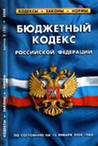 КОДЕКСЫ • ЗАКОНЫ • НОРМЫ
БЮДЖЕТНЫЙ
КОДЕКС
РОССИЙСКОЙ ФЕДЕРАЦИИ
ПО СОСТОЯНИЮ НА 15 ЯНВАРЯ 2008 ГОДА